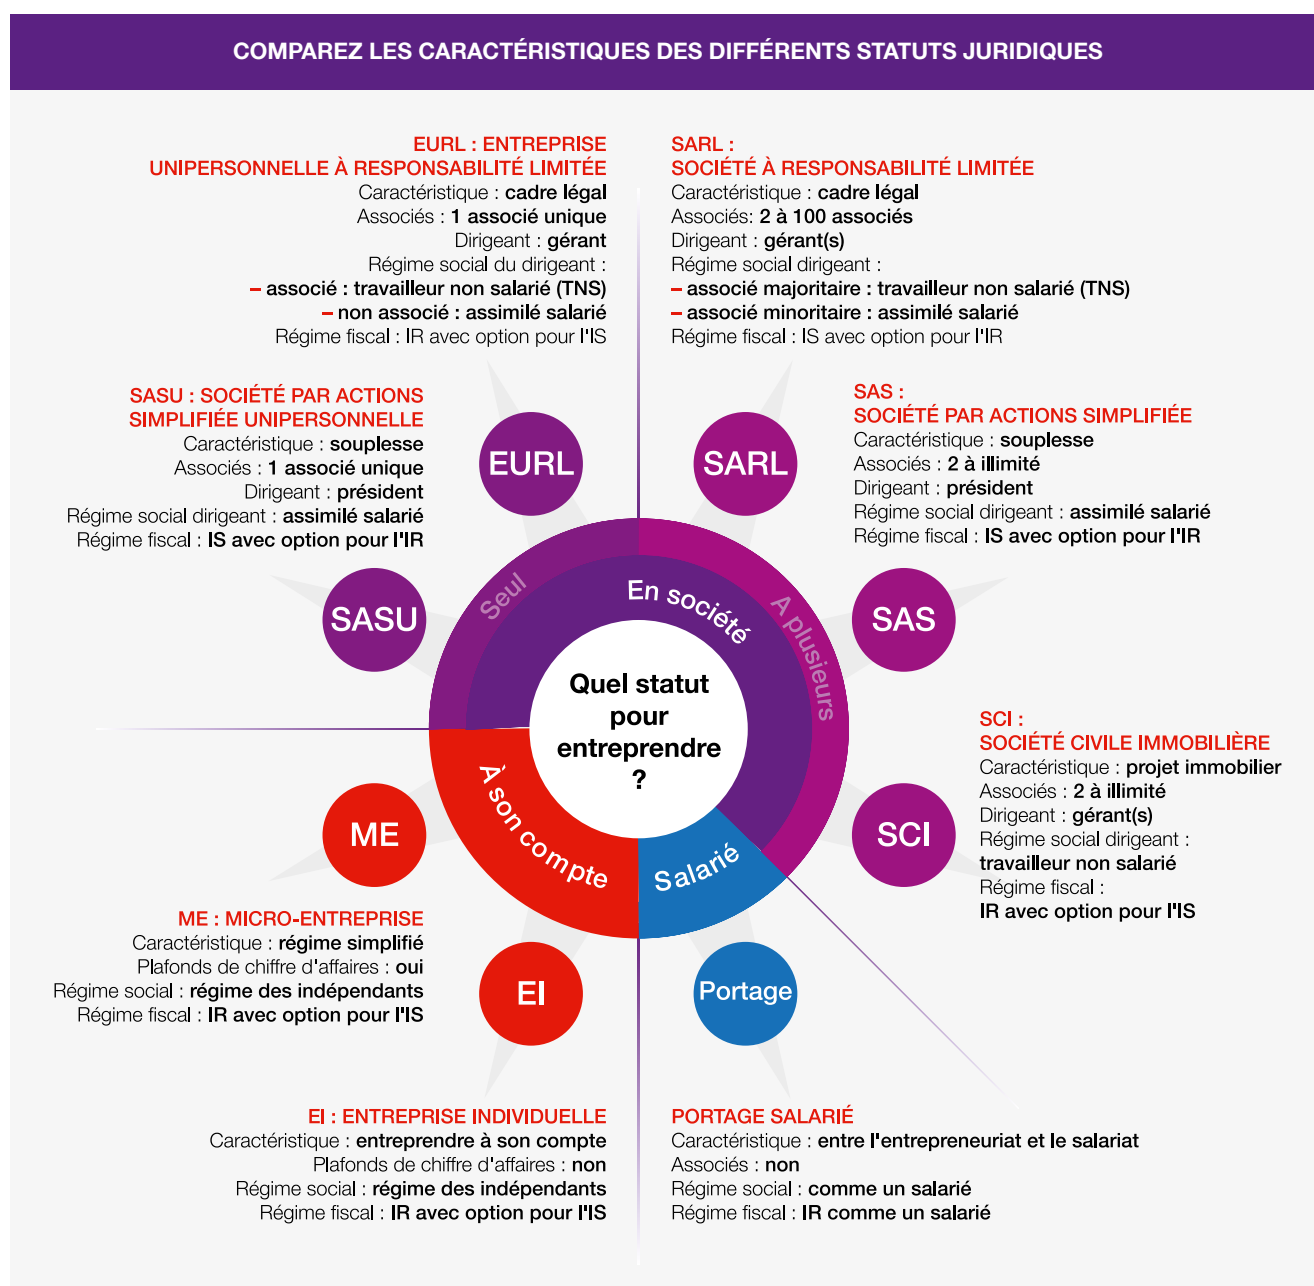 COMPAREZ LES CARACTÉRISTIQUES DES DIFFÉRENTS STATUTS JURIDIQUES
EURL : ENTREPRISE
UNIPERSONNELLE À RESPONSABILITÉ LIMITÉE
Caractéristique : cadre légal
Associés : 1 associé unique
Dirigeant : gérant
Régime social du dirigeant :
– associé : travailleur non salarié (TNS)
– non associé : assimilé salarié
Régime fiscal : IR avec option pour l'IS
SARL :
SOCIÉTÉ À RESPONSABILITÉ LIMITÉE
Caractéristique : cadre légal
Associés: 2 à 100 associés
Dirigeant : gérant(s)
Régime social dirigeant :
– associé majoritaire : travailleur non salarié (TNS)
– associé minoritaire : assimilé salarié
Régime fiscal : IS avec option pour l'IR
SASU : SOCIÉTÉ PAR ACTIONS
SIMPLIFIÉE UNIPERSONNELLE
Caractéristique : souplesse
Associés : 1 associé unique
Dirigeant : président
Régime social dirigeant : assimilé salarié
Régime fiscal : IS avec option pour l'IR
SAS :
SOCIÉTÉ PAR ACTIONS SIMPLIFIÉE
Caractéristique : souplesse
Associés : 2 à illimité
Dirigeant : président
Régime social dirigeant : assimilé salarié
Régime fiscal : IS avec option pour l'IR
EURL
SARL
SASU
SAS
Seul
En société
A plusieurs
Quel statut
pour
entreprendre
?
À son compte
Salarié
ME
SCI
EI
Portage
SCI :
SOCIÉTÉ CIVILE IMMOBILIÈRE
Caractéristique : projet immobilier
Associés : 2 à illimité
Dirigeant : gérant(s)
Régime social dirigeant :
travailleur non salarié
Régime fiscal :
IR avec option pour l'IS
ME : MICRO-ENTREPRISE
Caractéristique : régime simplifié
Plafonds de chiffre d'affaires : oui
Régime social : régime des indépendants
Régime fiscal : IR avec option pour l'IS
EI : ENTREPRISE INDIVIDUELLE
Caractéristique : entreprendre à son compte
Plafonds de chiffre d'affaires : non
Régime social : régime des indépendants
Régime fiscal : IR avec option pour l'IS
PORTAGE SALARIÉ
Caractéristique : entre l'entrepreneuriat et le salariat
Associés : non
Régime social : comme un salarié
Régime fiscal : IR comme un salarié